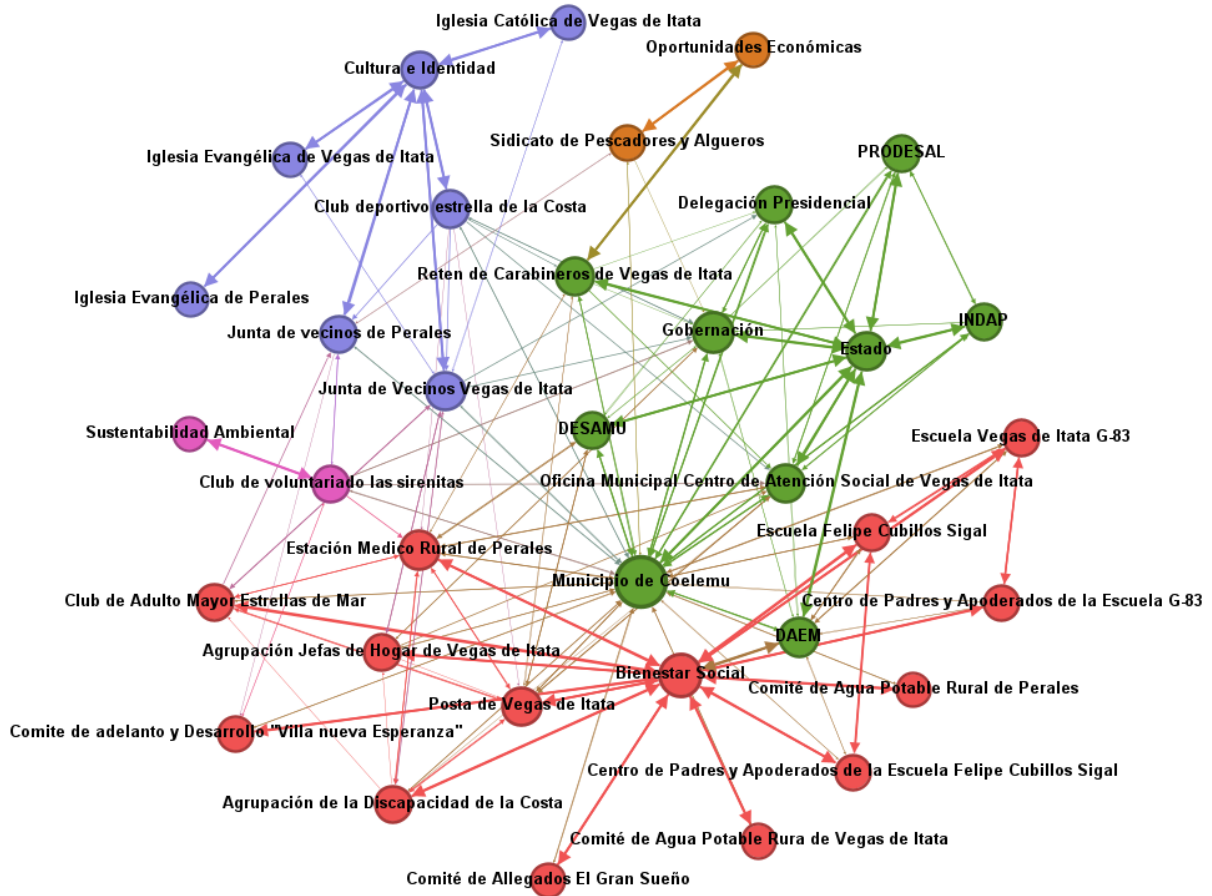 Iglesia Católica de Vegas de Itata
Oportunidades Económicas
Cultura e Identidad
Sidicato de Pescadores y Algueros
Iglesia Evangélica de Vegas de Itata
PRODESAL
Club deportivo estrella de la Costa
Delegación Presidencial
Reten de Carabineros de Vegas de Itata
Iglesia Evangélica de Perales
Junta de vecinos de Perales
Gobernación
INDAP
Estado
Junta de Vecinos Vegas de Itata
Sustentabilidad Ambiental
DESAMU
Escuela Vegas de Itata G-83
Club de voluntariado las sirenitas
Oficina Municipal Centro de Atención Social de Vegas de Itata
Escuela Felipe Cubillos Sigal
Estación Medico Rural de Perales
Municipio de Coelemu
Club de Adulto Mayor Estrellas de Mar
Centro de Padres y Apoderados de la Escuela G-83
DAEM
Agrupación Jefas de Hogar de Vegas de Itata
Bienestar Social
Comité de Agua Potable Rural de Perales
Posta de Vegas de Itata
Comite de adelanto y Desarrollo "Villa nueva Esperanza"
Centro de Padres y Apoderados de la Escuela Felipe Cubillos Sigal
Agrupación de la Discapacidad de la Costa
Comité de Agua Potable Rura de Vegas de Itata
Comité de Allegados El Gran Sueño